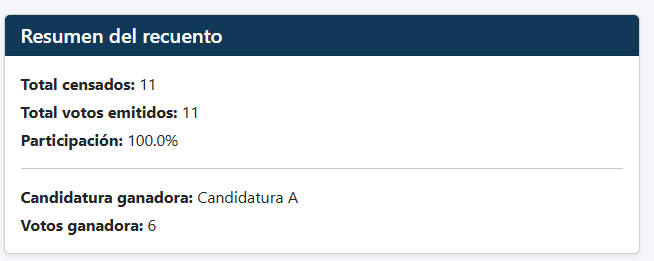 Resumen del recuento
Total censados: 11
Total votos emitidos: 11
Participación: 100.0%
Candidatura ganadora: Candidatura A
Votos ganadora: 6